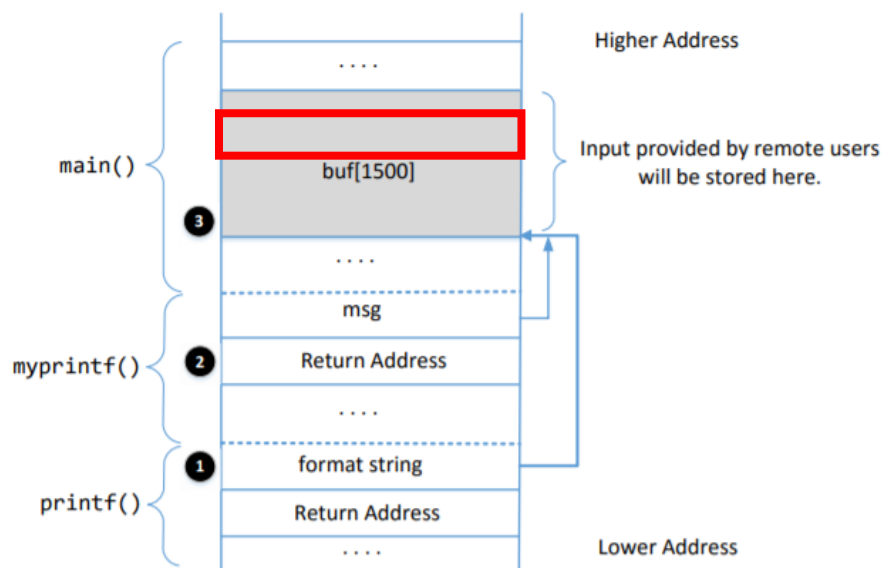 Higher Address
. . . .
main()
buf[1500]
Input provided by remote users
will be stored here.
3
. . . .
msg
myprintf()
2
Return Address
. . . .
1
format string
printf()
Return Address
. . . .
Lower Address